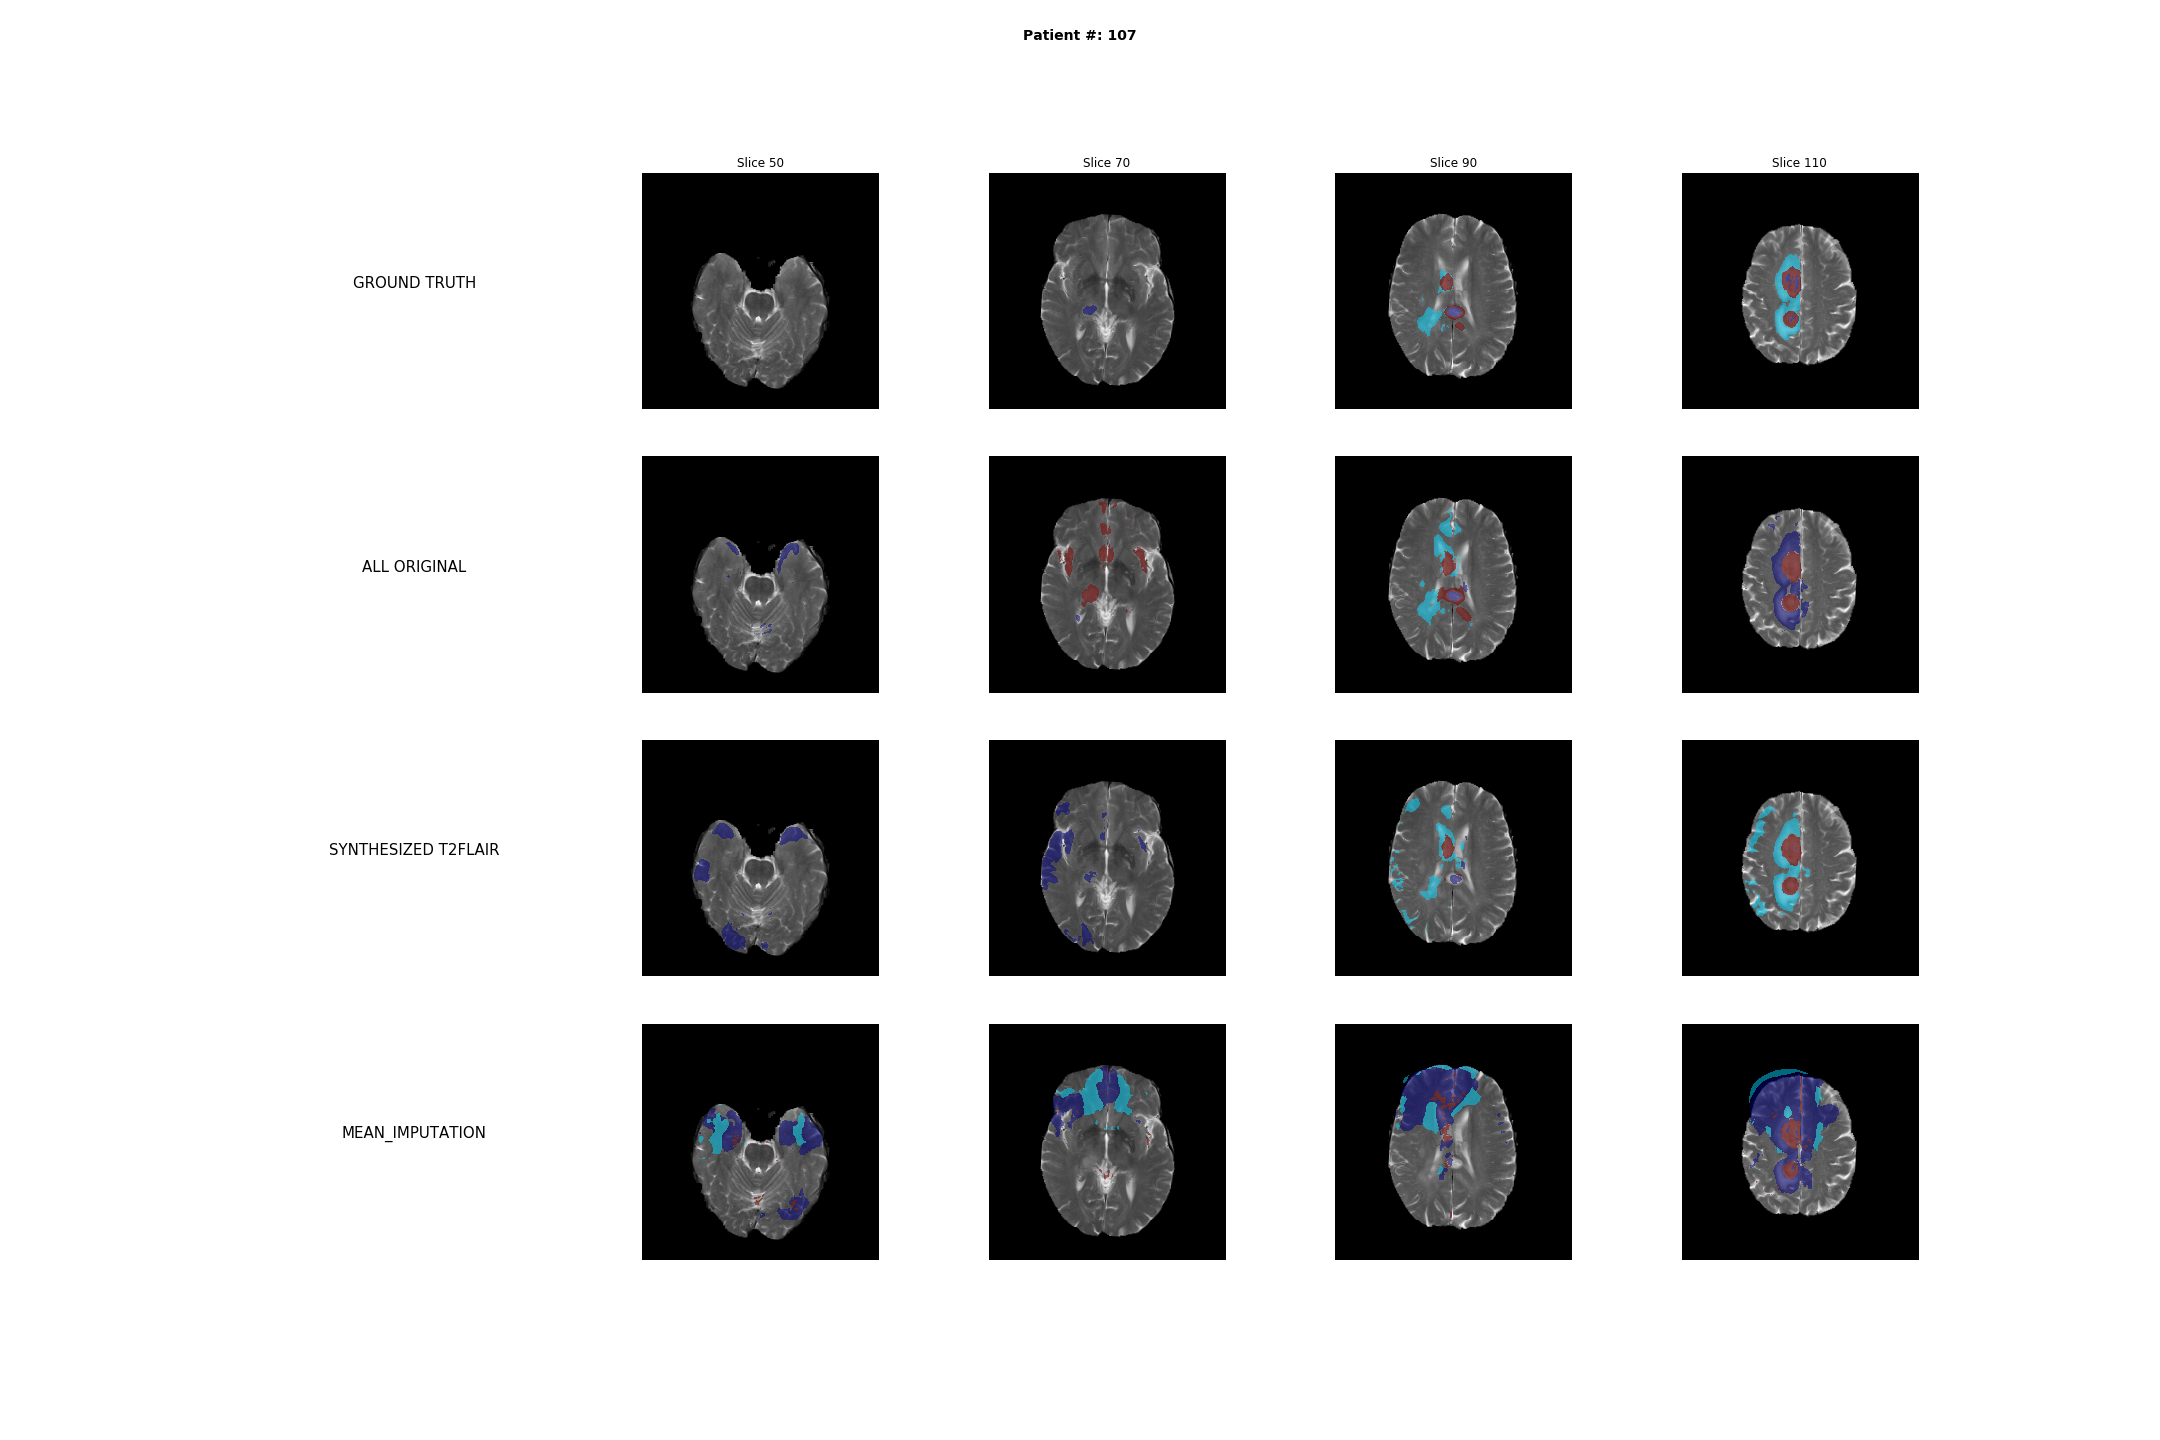 Patient #: 107
Slice 50
Slice 70
Slice 90
Slice 110
GROUND TRUTH
ALL ORIGINAL
SYNTHESIZED T2FLAIR
MEAN_IMPUTATION